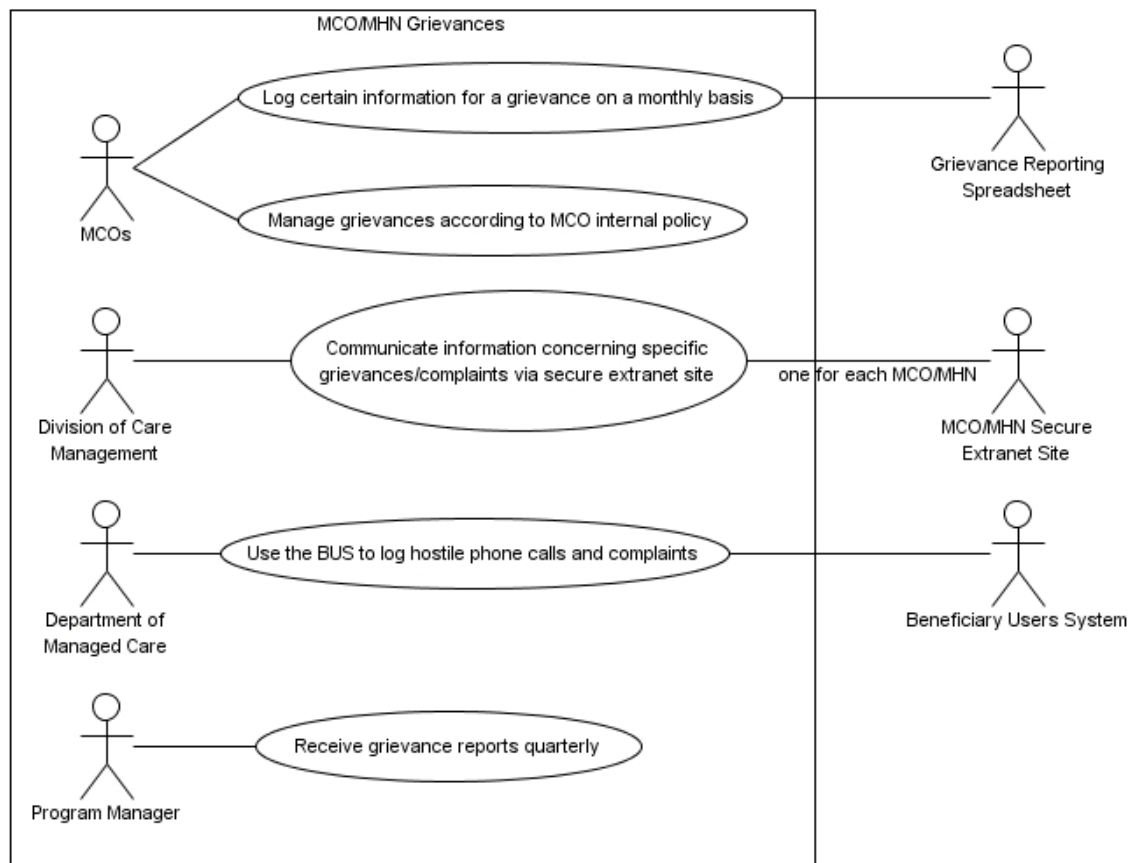 MCO/MHN Grievances
Log certain information for a grievance on a monthly basis
Grievance Reporting
Spreadsheet
MCOs
Manage grievances according to MCO internal policy
Communicate information concerning specific
grievances/complaints via secure extranet site
one for each MCO/MHN
Division of Care
Management
MCO/MHN Secure
Extranet Site
Use the BUS to log hostile phone calls and complaints
Department of
Managed Care
Beneficiary Users System
Receive grievance reports quarterly
Program Manager